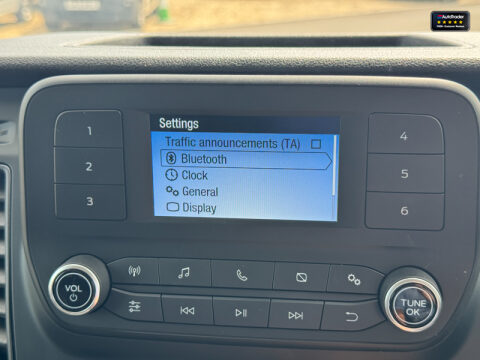 AutoTrader
Settings
Traffic announcements (TA)
Bluetooth
Clock
General
Display
1
2
3
4
5
6
VOL
TUNE
OK